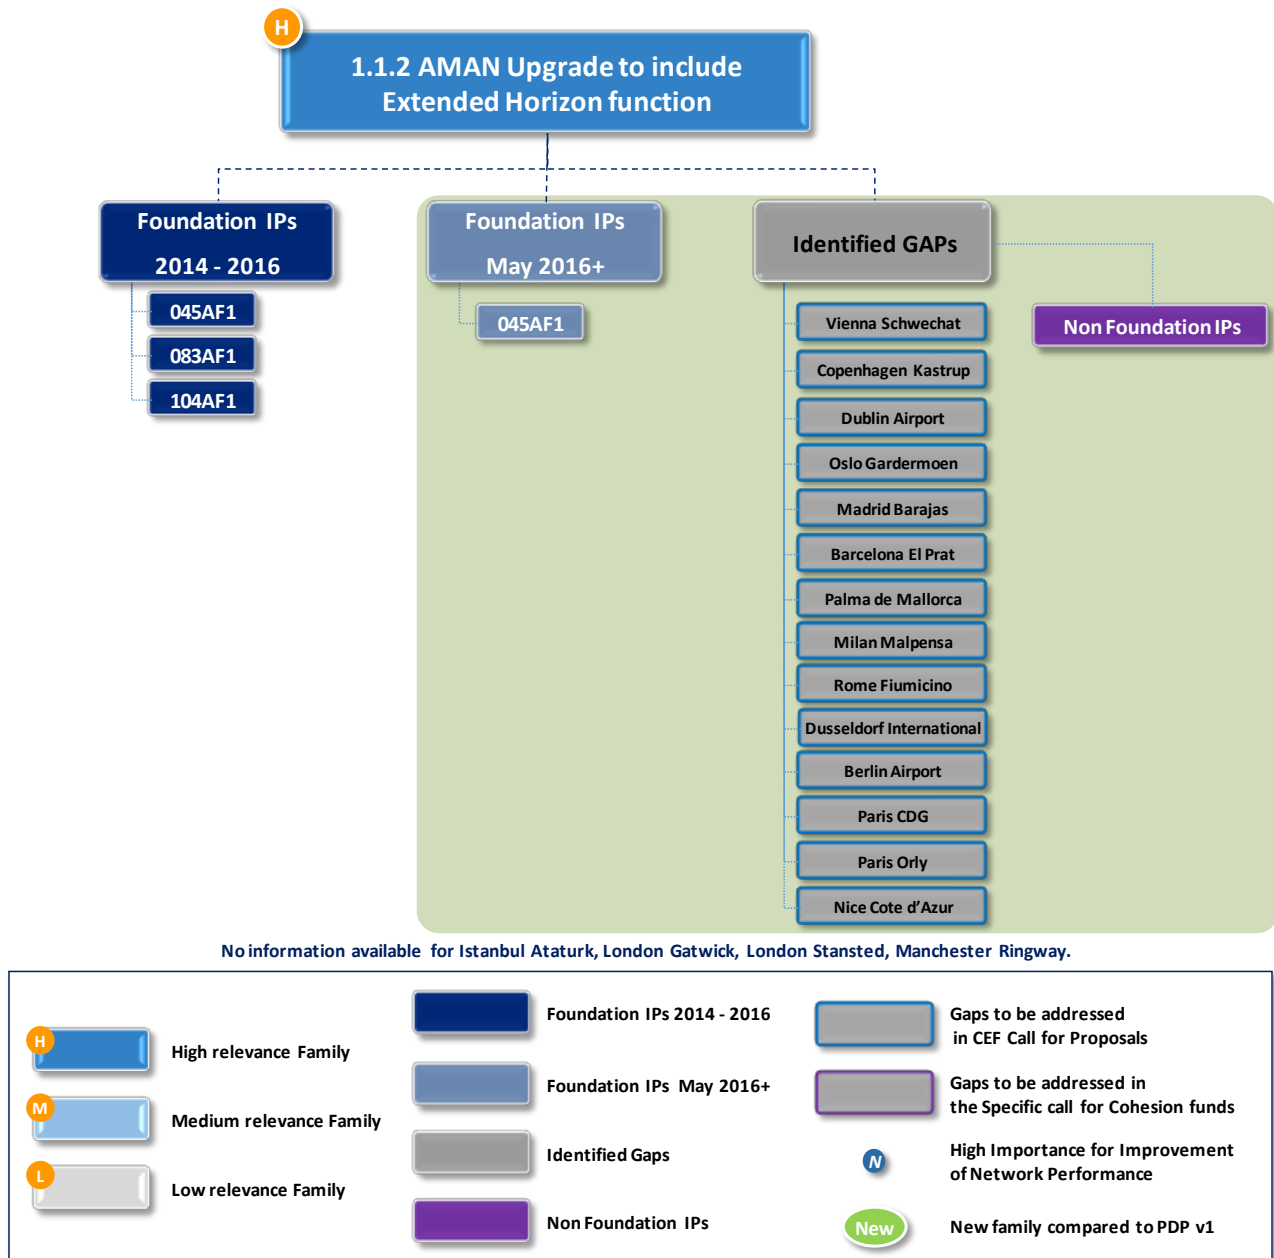 H
1.1.2 AMAN Upgrade to include
Extended Horizon function
Foundation IPs
2014 - 2016
045AF1
083AF1
104AF1
Foundation IPs
May 2016+
045AF1
Identified GAPs
Vienna Schwechat
Copenhagen Kastrup
Dublin Airport
Oslo Gardermoen
Madrid Barajas
Barcelona El Prat
Palma de Mallorca
Milan Malpensa
Rome Fiumicino
Dusseldorf International
Berlin Airport
Paris CDG
Paris Orly
Nice Cote d’Azur
Non Foundation IPs
No information available for Istanbul Ataturk, London Gatwick, London Stansted, Manchester Ringway.
H
High relevance Family
M
Medium relevance Family
L
Low relevance Family
Foundation IPs 2014 - 2016
Foundation IPs May 2016+
Identified Gaps
Non Foundation IPs
Gaps to be addressed
in CEF Call for Proposals
Gaps to be addressed in
the Specific call for Cohesion funds
N
High Importance for Improvement
of Network Performance
New
New family compared to PDP v1